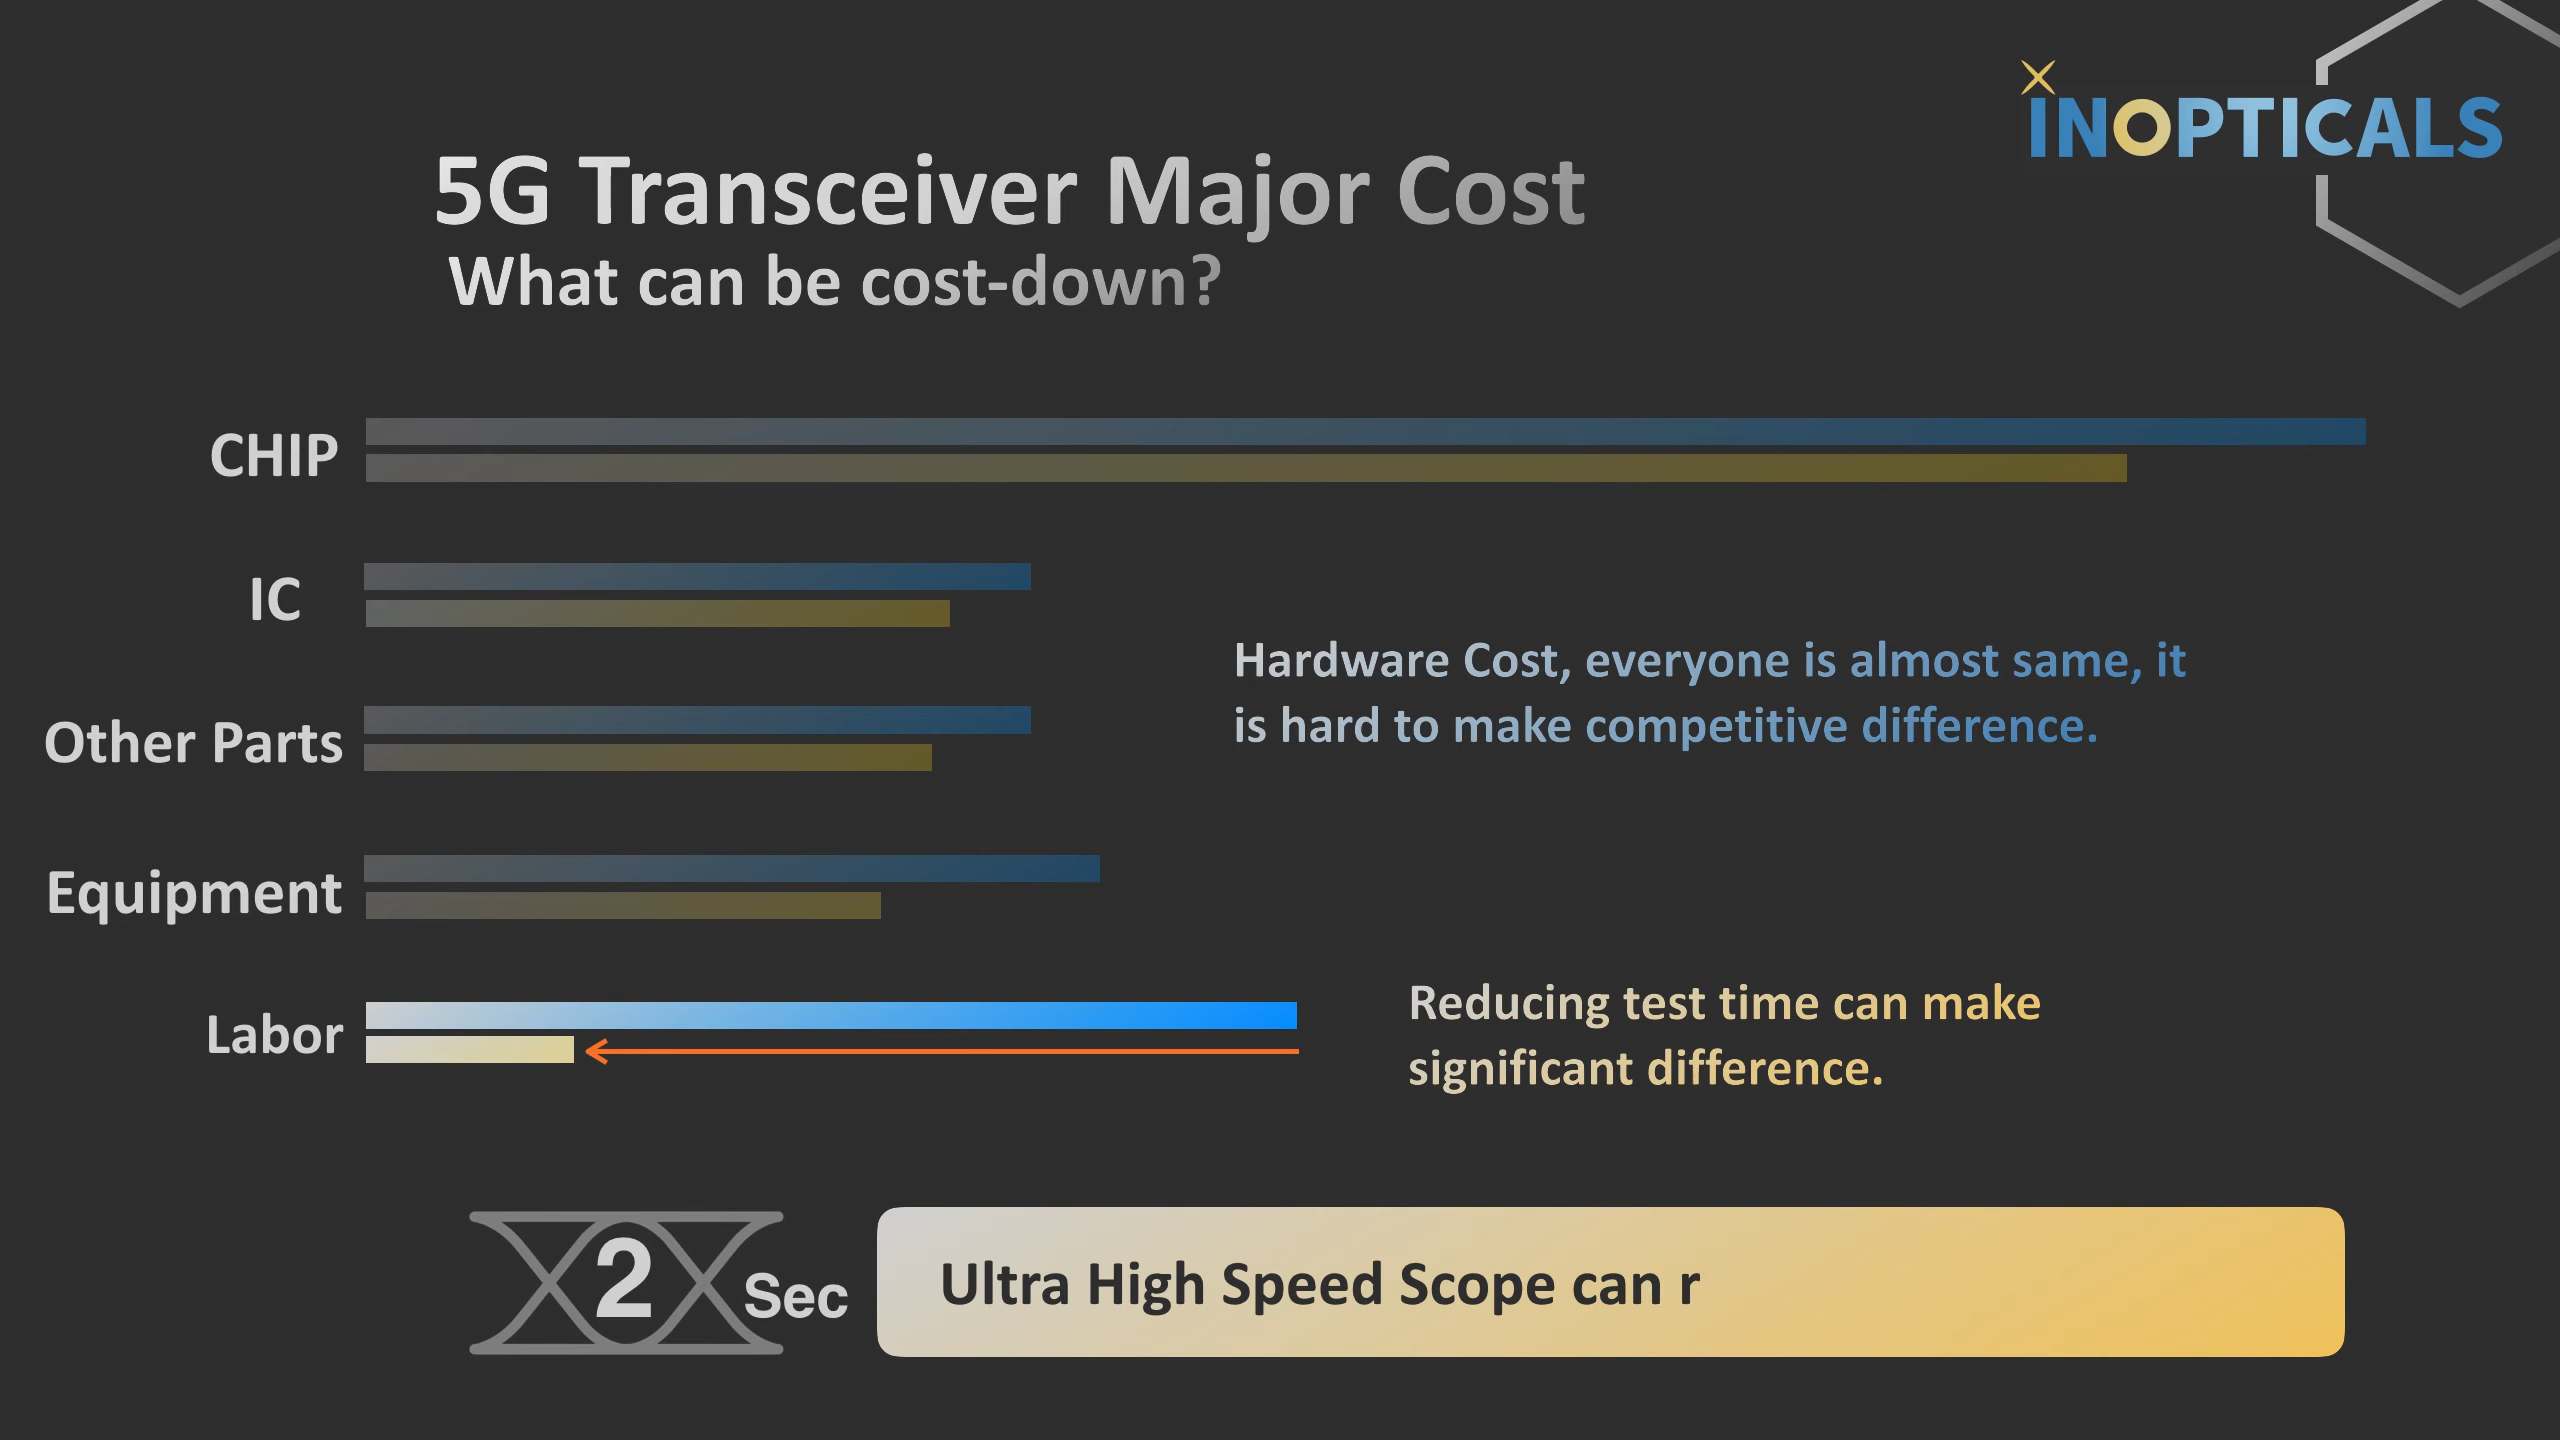 INOPTICALS
5G Transceiver Major Cost
What can be cost-down?
CHIP
IC
Hardware Cost, everyone is almost same, it
is hard to make competitive difference.
Other Parts
Equipment
Labor
Reducing test time can make
significant difference.
2 Sec
Ultra High Speed Scope can r